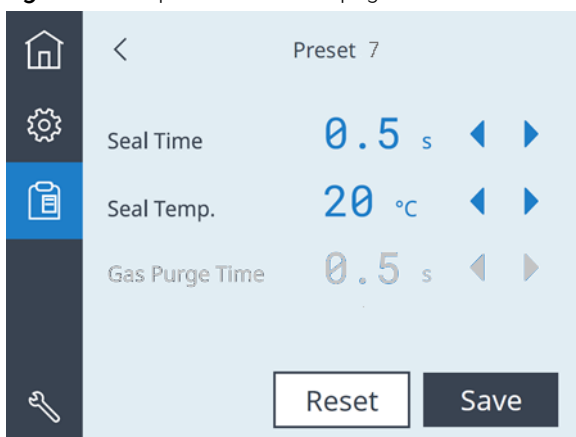 Preset 7
Seal Time 0.5 s
Seal Temp. 20 °C
Gas Purge Time 0.5 s
Reset Save